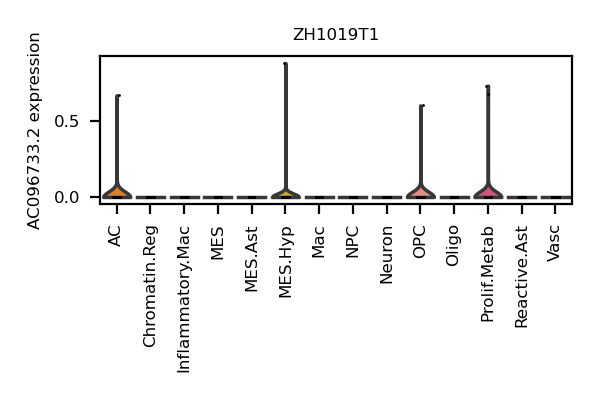 ZH1019T1
AC096733.2 expression
0.5
0.0
AC
Chromatin.Reg
Inflammatory.Mac
MES
MES.Ast
MES.Hyp
Mac
NPC
Neuron
OPC
Oligo
Prolif.Metab
Reactive.Ast
Vasc